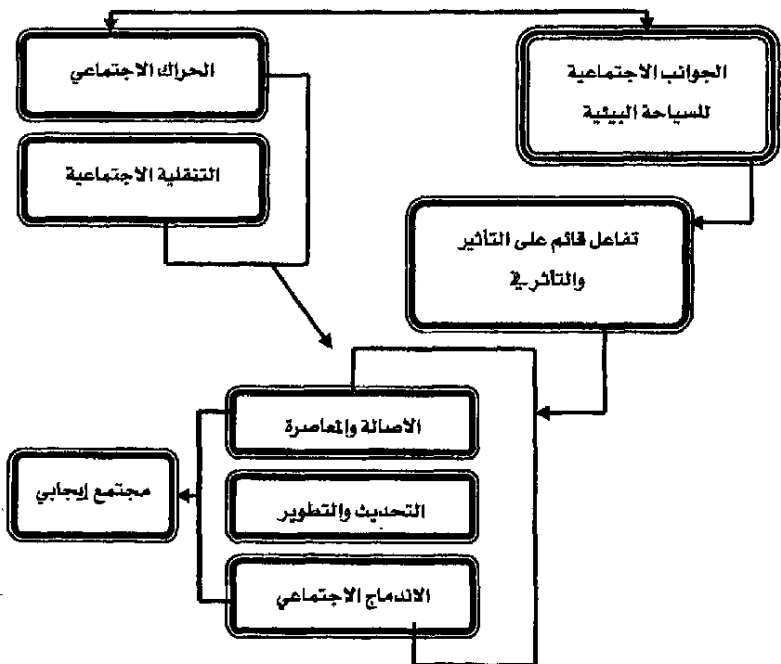 الجوانب الاجتماعية
للسياحة البيئية
الحراك الاجتماعي
التنقلية الاجتماعية
تفاعل قائم على التأثير
والتأثر في
الاصالة والمعاصرة
التحديث والتطوير
الاندماج الاجتماعي
مجتمع إيجابي